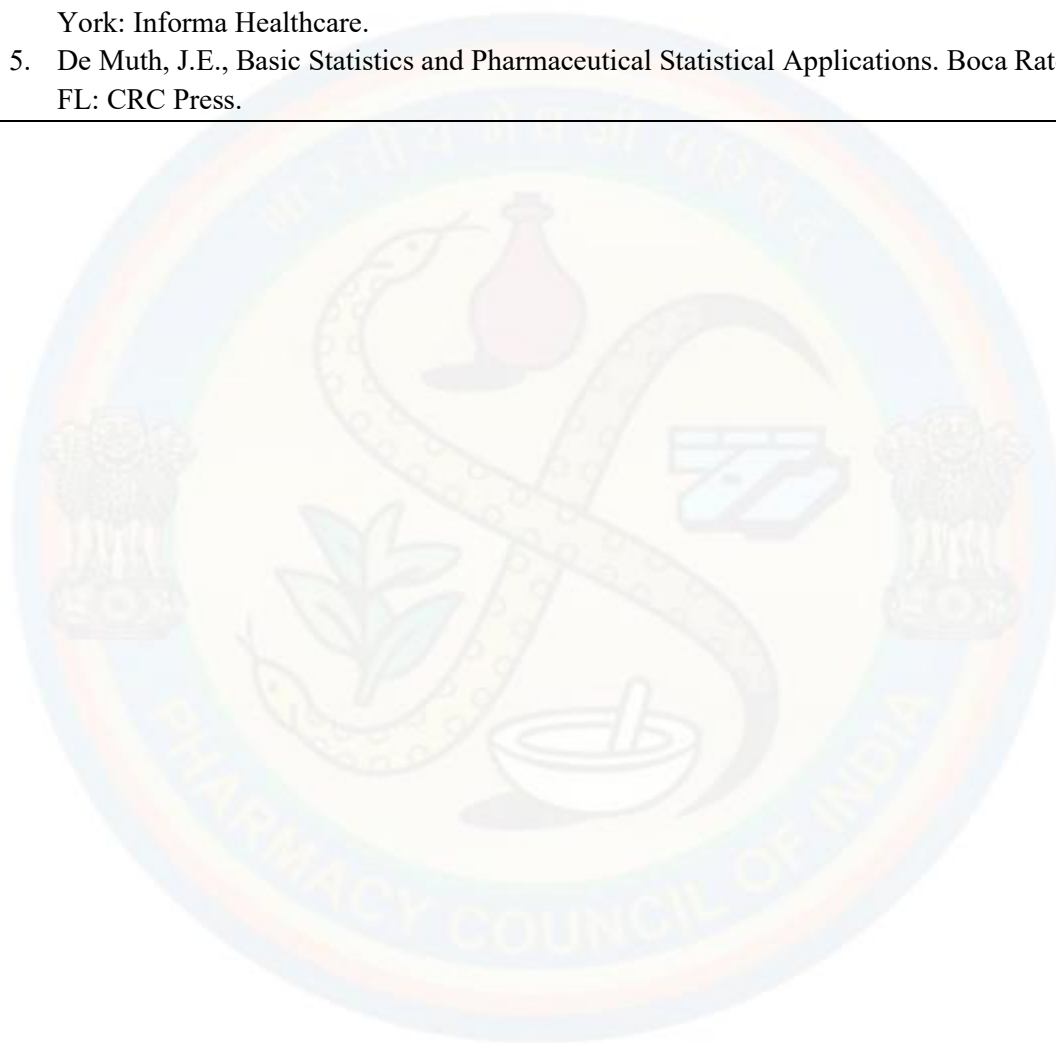 York: Informa Healthcare.
5. De Muth, J.E., Basic Statistics and Pharmaceutical Statistical Applications. Boca Rat
FL: CRC Press.
PHARMACY COUNCIL OF INDIA